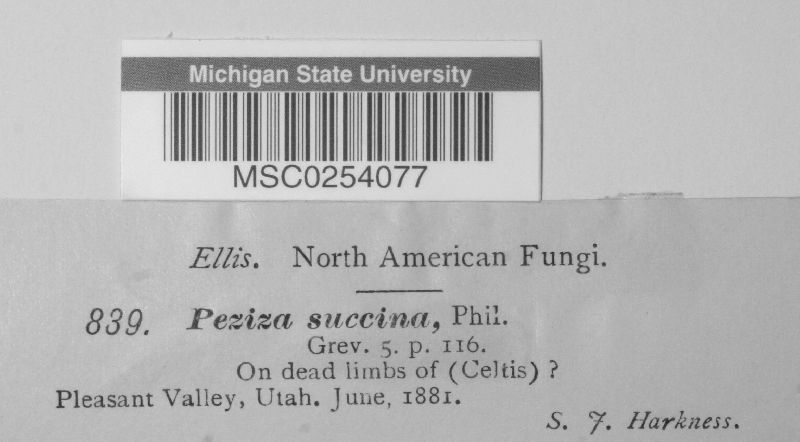 Michigan State University
MSC0254077
Ellis. North American Fungi.
839. Peziza succina, Phil.
Grev. 5. p. 116.
On dead limbs of (Celtis) ?
Pleasant Valley, Utah. June, 1881.
S. J. Harkness.